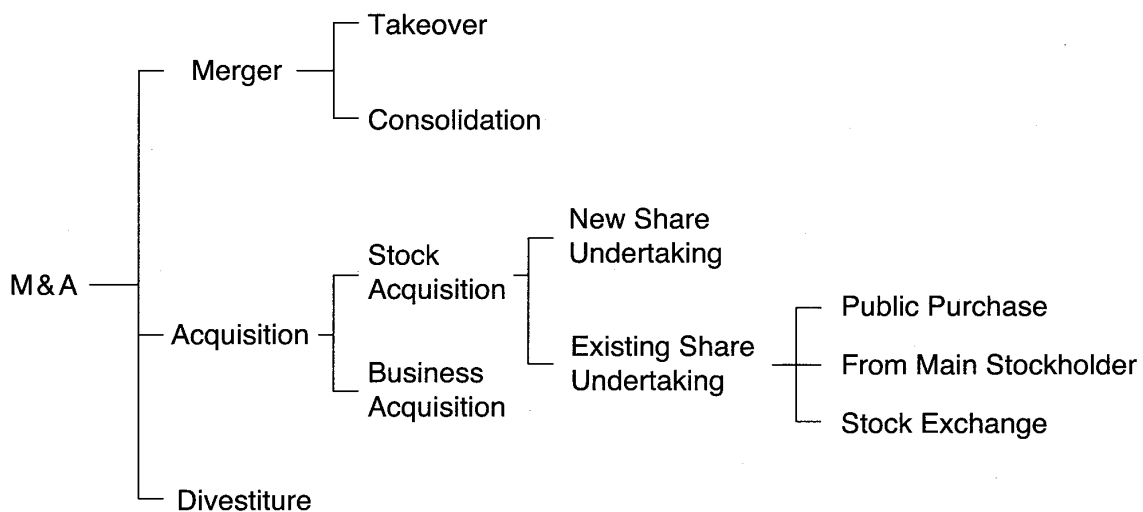 Takeover
Merger
Consolidation
New Share
Undertaking
Stock
Acquisition
M&A
Acquisition
Existing Share
Undertaking
Public Purchase
From Main Stockholder
Stock Exchange
Business
Acquisition
Divestiture